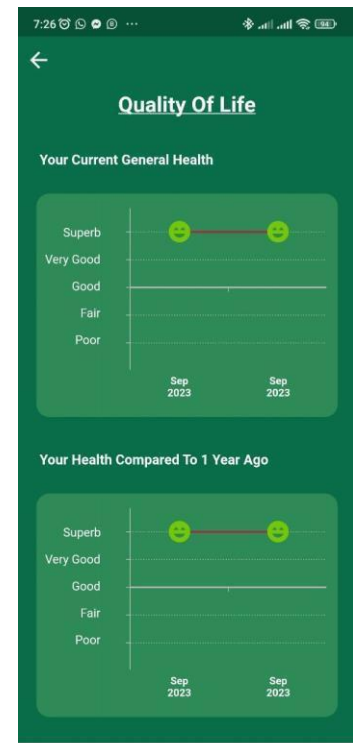 7:26
94
Quality Of Life
Your Current General Health
Superb
Very Good
Good
Fair
Poor
Sep 2023
Sep 2023
Your Health Compared To 1 Year Ago
Superb
Very Good
Good
Fair
Poor
Sep 2023
Sep 2023